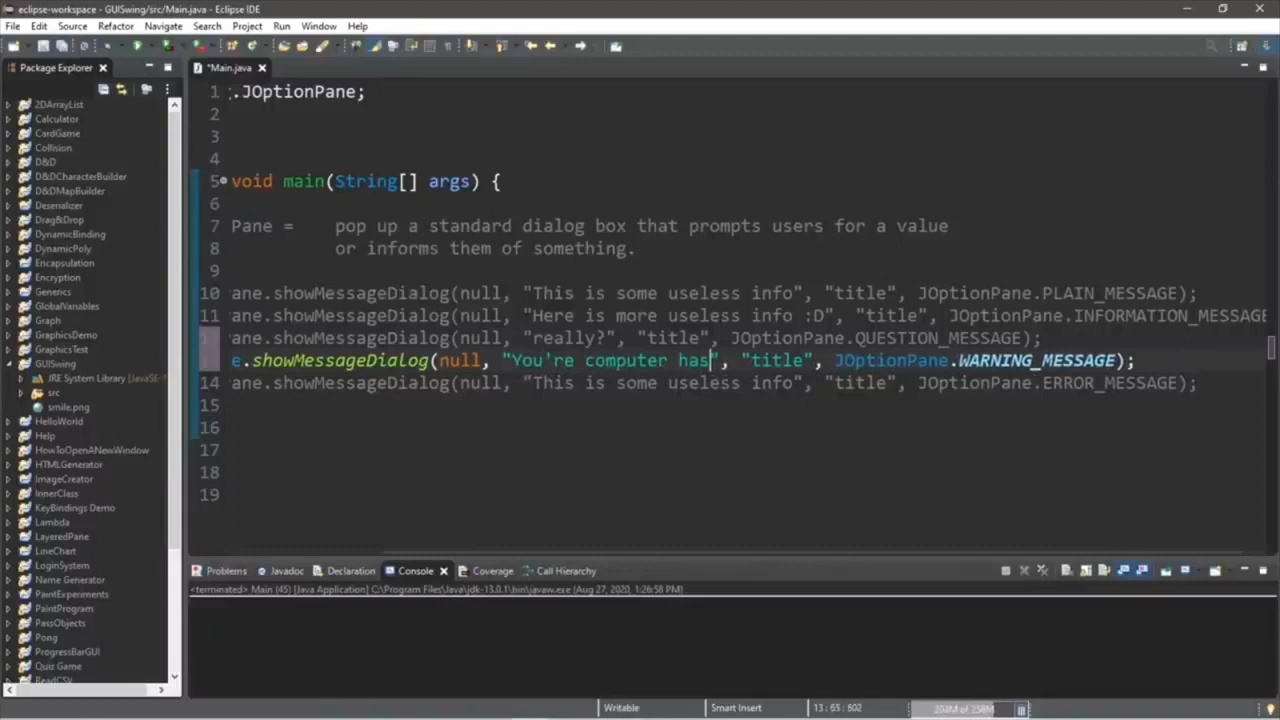 eclipse-workspace - GUISwing/src/Main.java - Eclipse IDE
File Edit Source Refactor Navigate Search Project Run Window Help
Package Explorer
*Main.java
2DArrayList
Calculator
CardGame
Collision
D&D
D&DCharacterBuilder
D&DMapBuilder
Deserializer
Drag&Drop
DynamicBinding
DynamicPoly
Encapsulation
Encryption
Generics
GlobalVariables
Graph
GraphicsDemo
GraphicsTest
GUISwing
JRE System Library [JavaSE-
src
smile.png
HelloWorld
Help
HowToOpenANewWindow
HTMLGenerator
ImageCreator
InnerClass
KeyBindings Demo
Lambda
LayeredPane
LineChart
LoginSystem
Name Generator
PaintExperiments
PaintProgram
PassObjects
Pong
ProgressBarGUI
Quiz Game
ReadCSV
1 .JOptionPane;
2
3
4
5 void main(String[] args) {
6
7 Pane = pop up a standard dialog box that prompts users for a value
8 or informs them of something.
9
10 ane.showMessageDialog(null, "This is some useless info", "title", JOptionPane.PLAIN_MESSAGE);
11 ane.showMessageDialog(null, "Here is more useless info :D", "title", JOptionPane.INFORMATION_MESSAGE
ane.showMessageDialog(null, "really?", "title", JOptionPane.QUESTION_MESSAGE);
e.showMessageDialog(null, "You're computer has", "title", JOptionPane.WARNING_MESSAGE);
14 ane.showMessageDialog(null, "This is some useless info", "title", JOptionPane.ERROR_MESSAGE);
15
16
17
18
19
Problems Javadoc Declaration Console Coverage Call Hierarchy
<terminated> Main (45) [Java Application] C:\Program Files\Java\jdk-13.0.1\bin\javaw.exe (Aug 27, 2020, 1:26:58 PM)
Writable Smart Insert 13 : 65 : 602